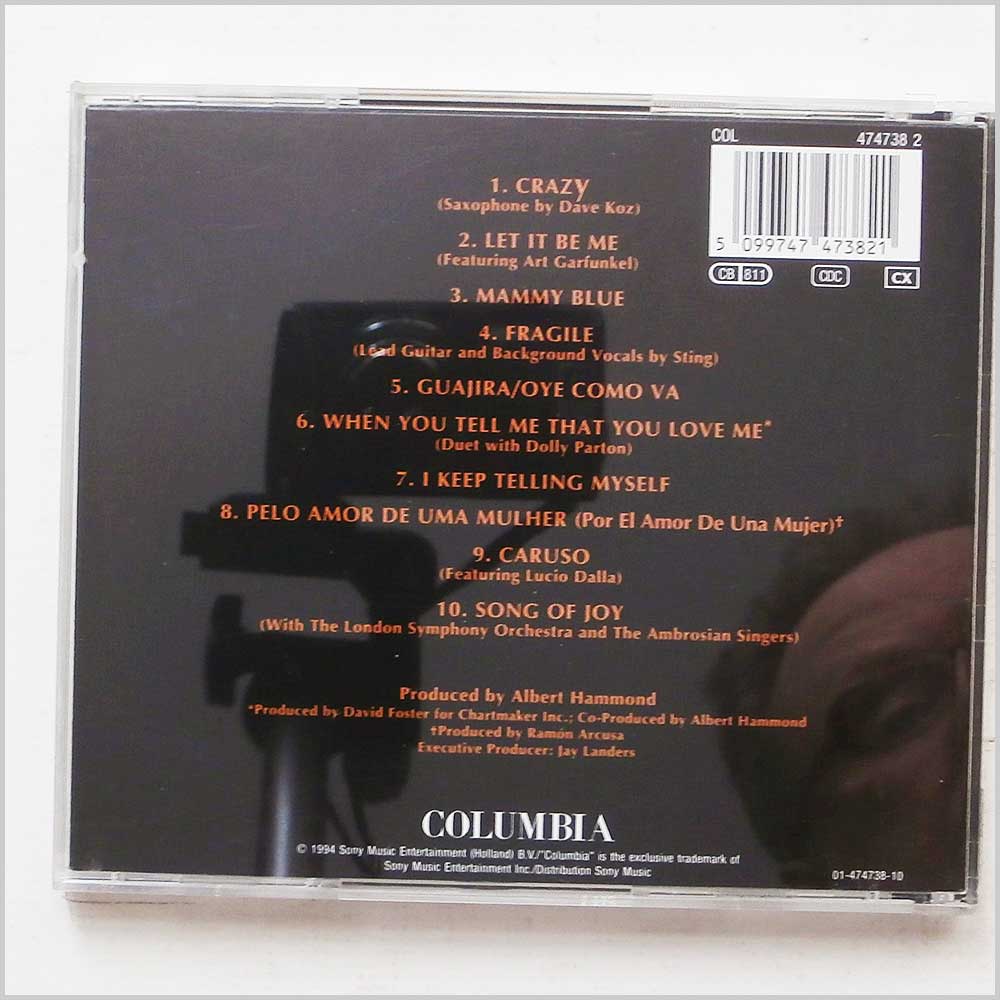 COL 474738 2
5 099747 473821
CB 811 CDC CX
1. CRAZy
(Saxophone by Dave Koz)
2. LET IT BE ME
(Featuring Art Garfunkel)
3. MAMMY BLUE
4. FRAGILE
(Lead Guitar and Background Vocals by Sting)
5. GUAJIRA/OYE COMO VA
6. WHEN YOU TELL ME THAT YOU LOVE ME*
(Duet with Dolly Parton)
7. I KEEP TELLING MYSELF
8. PELO AMOR DE UMA MULHER (Por El Amor De Una Mujer)†
9. CARUSO
(Featuring Lucio Dalla)
10. SONG OF JOY
(With The London Symphony Orchestra and The Ambrosian Singers)
Produced by Albert Hammond
*Produced by David Foster for Chartmaker Inc.; Co-Produced by Albert Hammond
†Produced by Ramón Arcusa
Executive Producer: Jay Landers
COLUMBIA
© 1994 Sony Music Entertainment (Holland) B.V./"Columbia" is the exclusive trademark of
Sony Music Entertainment Inc./Distribution Sony Music
01-474738-10